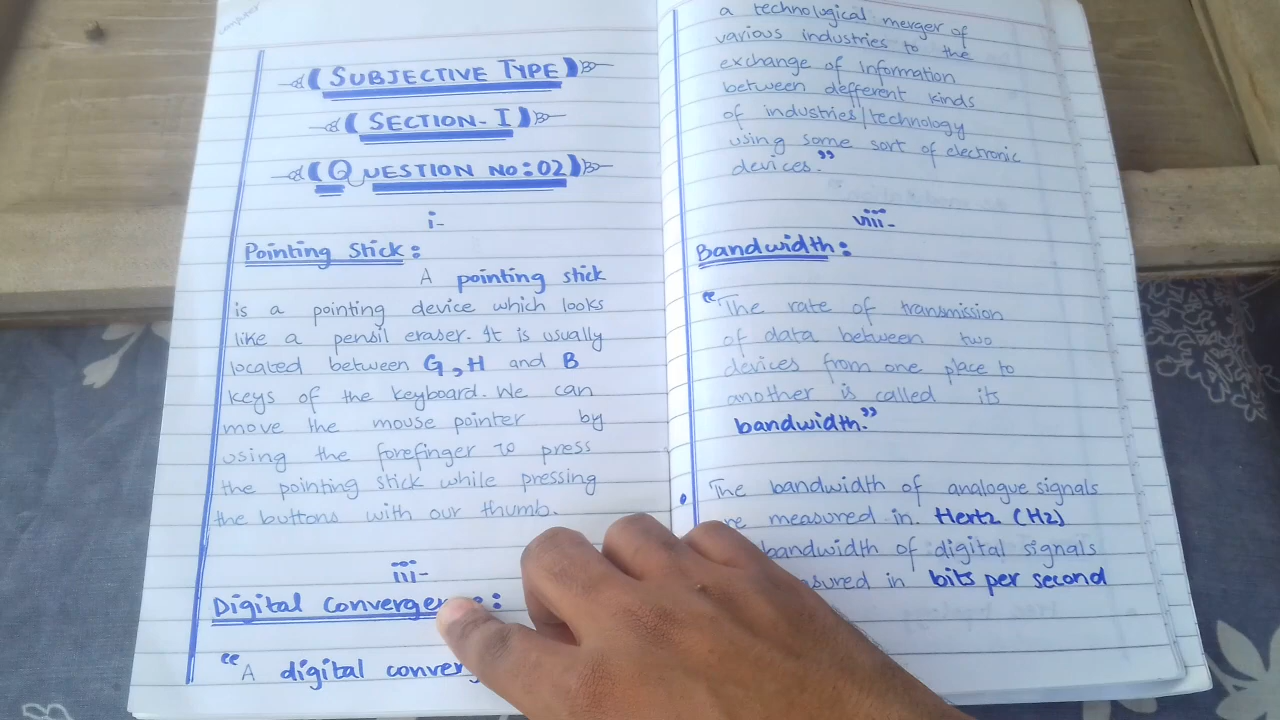 SUBJECTIVE TYPE
SECTION-I
QUESTION NO:02
i-
Pointing Stick:
A pointing stick
is a pointing device which looks
like a pensil eraser. It is usually
located between G,H and B
keys of the keyboard. We can
move the mouse pointer by
using the forefinger to press
the pointing stick while pressing
the buttons with our thumb.
iii-
Digital Converge :
“A digital conver
a technological merger of
various industries to the
exchange of information
between defferent kinds
of industries/technology
using some sort of electronic
devices.”
viii-
Bandwidth:
“The rate of transmission
of data between two
devices from one place to
another is called its
bandwidth.”
• The bandwidth of analogue signals
re measured in. Hertz (Hz)
bandwidth of digital signals
sured in bits per second